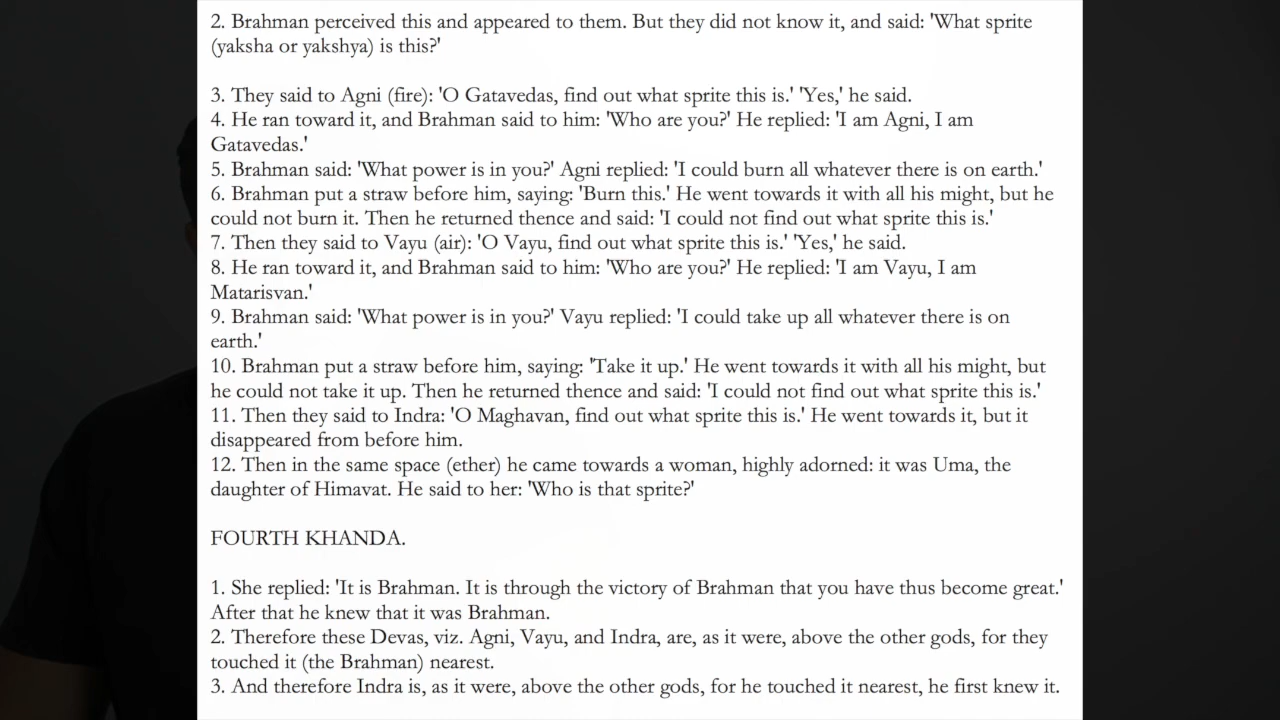 2. Brahman perceived this and appeared to them. But they did not know it, and said: 'What sprite
(yaksha or yakshya) is this?'
3. They said to Agni (fire): 'O Gatavedas, find out what sprite this is.' 'Yes,' he said.
4. He ran toward it, and Brahman said to him: 'Who are you?' He replied: 'I am Agni, I am
Gatavedas.'
5. Brahman said: 'What power is in you?' Agni replied: 'I could burn all whatever there is on earth.'
6. Brahman put a straw before him, saying: 'Burn this.' He went towards it with all his might, but he
could not burn it. Then he returned thence and said: 'I could not find out what sprite this is.'
7. Then they said to Vayu (air): 'O Vayu, find out what sprite this is.' 'Yes,' he said.
8. He ran toward it, and Brahman said to him: 'Who are you?' He replied: 'I am Vayu, I am
Matarisvan.'
9. Brahman said: 'What power is in you?' Vayu replied: 'I could take up all whatever there is on
earth.'
10. Brahman put a straw before him, saying: 'Take it up.' He went towards it with all his might, but
he could not take it up. Then he returned thence and said: 'I could not find out what sprite this is.'
11. Then they said to Indra: 'O Maghavan, find out what sprite this is.' He went towards it, but it
disappeared from before him.
12. Then in the same space (ether) he came towards a woman, highly adorned: it was Uma, the
daughter of Himavat. He said to her: 'Who is that sprite?'
FOURTH KHANDA.
1. She replied: 'It is Brahman. It is through the victory of Brahman that you have thus become great.'
After that he knew that it was Brahman.
2. Therefore these Devas, viz. Agni, Vayu, and Indra, are, as it were, above the other gods, for they
touched it (the Brahman) nearest.
3. And therefore Indra is, as it were, above the other gods, for he touched it nearest, he first knew it.